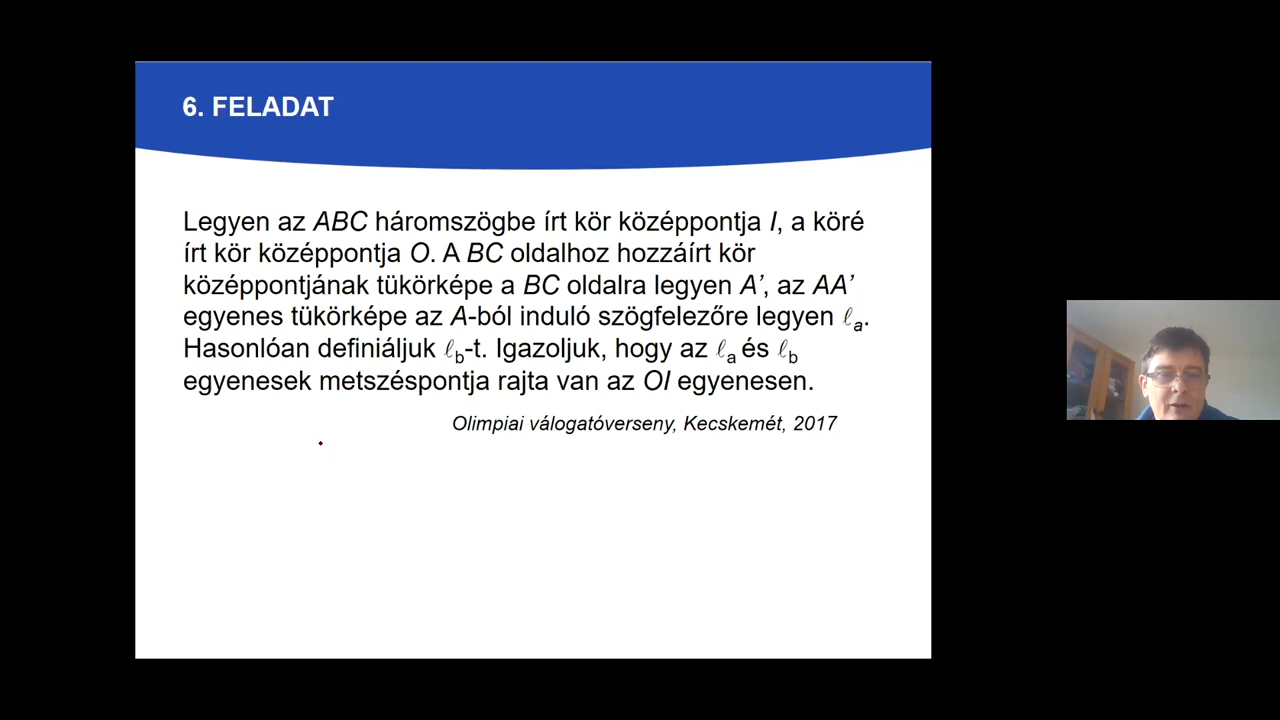 6. FELADAT
Legyen az ABC háromszögbe írt kör középpontja I, a köré
írt kör középpontja O. A BC oldalhoz hozzáírt kör
középpontjának tükörképe a BC oldalra legyen A’, az AA’
egyenes tükörképe az A-ból induló szögfelezőre legyen ℓa.
Hasonlóan definiáljuk ℓb-t. Igazoljuk, hogy az ℓa és ℓb
egyenesek metszéspontja rajta van az OI egyenesen.
Olimpiai válogatóverseny, Kecskemét, 2017